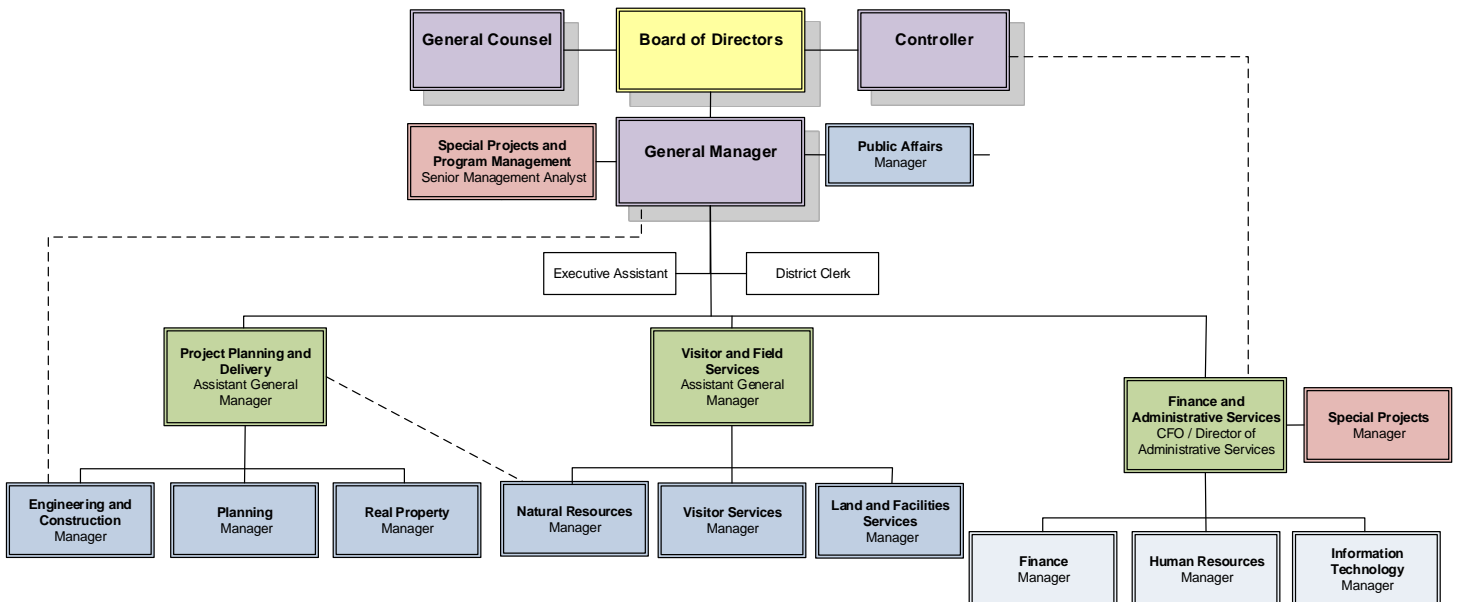 General Counsel
Board of Directors
Controller
Special Projects and
Program Management
Senior Management Analyst
General Manager
Public Affairs
Manager
Executive Assistant
District Clerk
Project Planning and
Delivery
Assistant General
Manager
Visitor and Field
Services
Assistant General
Manager
Finance and
Administrative Services
CFO / Director of
Administrative Services
Special Projects
Manager
Engineering and
Construction
Manager
Planning
Manager
Real Property
Manager
Natural Resources
Manager
Visitor Services
Manager
Land and Facilities
Services
Manager
Finance
Manager
Human Resources
Manager
Information
Technology
Manager